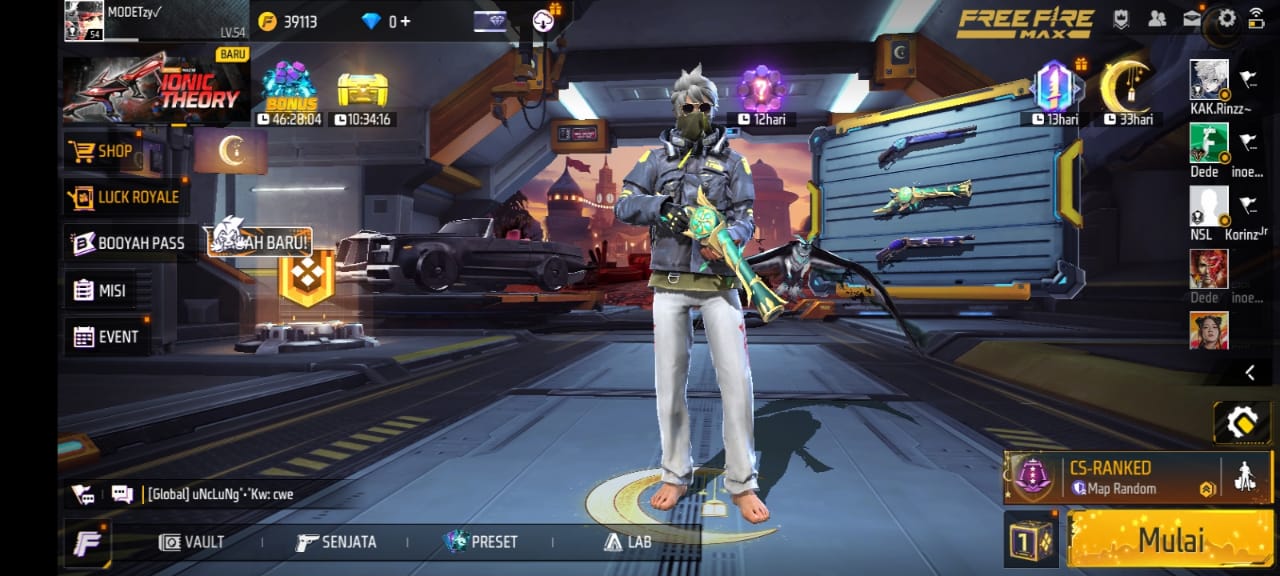 MODETzy✓
54
LV.54
39113
0 +
FREE FIRE
MAX
BARU
IONIC
THEORY
BONUS
46:28:04
10:34:16
12hari
13hari
33hari
KAK.Rinzz~
Dede inoe...
NSL Korinz Jr
Dede inoe...
SHOP
LUCK ROYALE
BOOYAH PASS
AH BARU!
MISI
EVENT
[Global] uNcLuNg°•°Kw: cwe
CS-RANKED
Map Random
VAULT
SENJATA
PRESET
LAB
1
Mulai